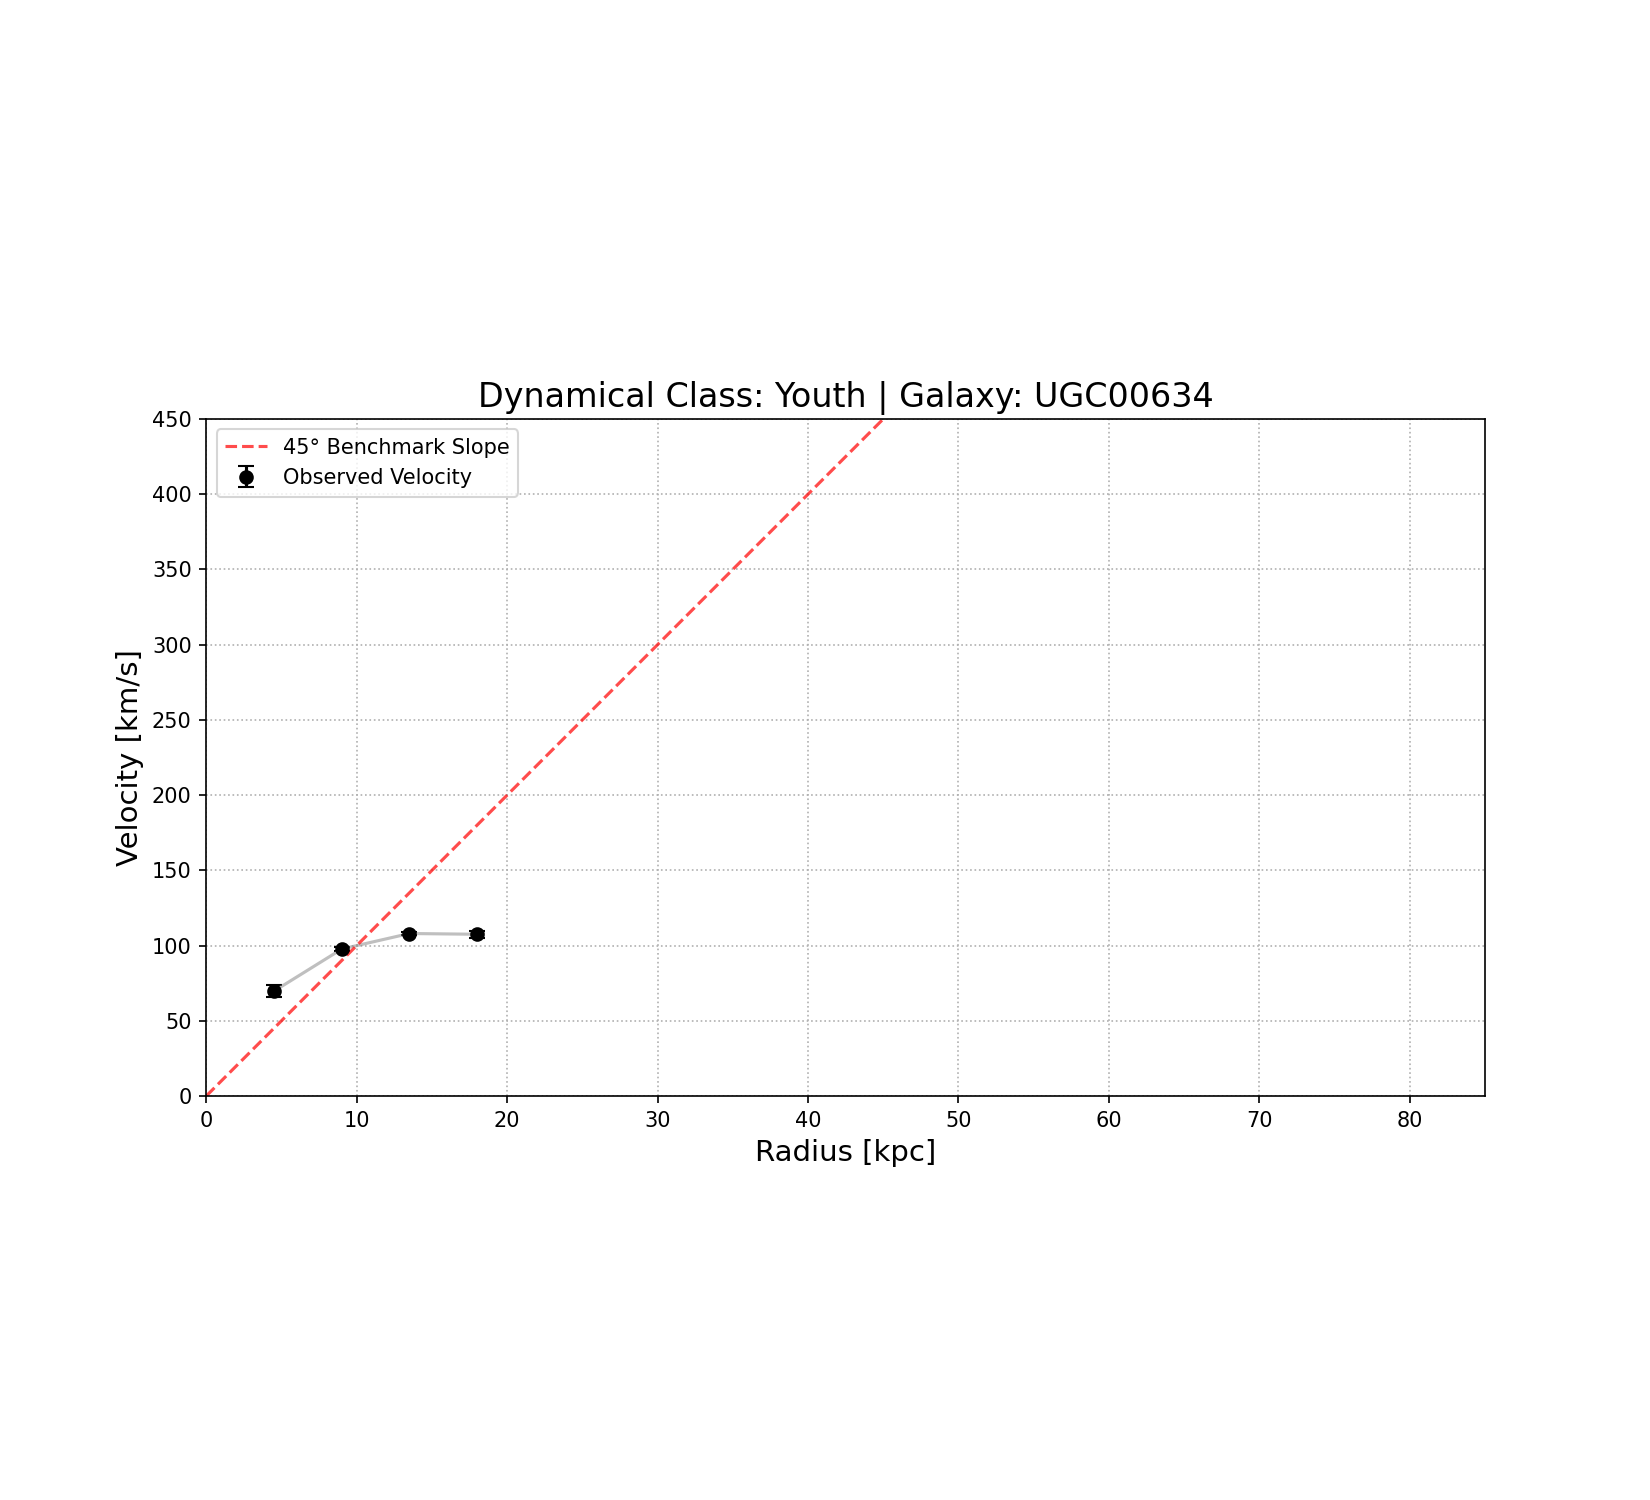 Dynamical Class: Youth | Galaxy: UGC00634
45° Benchmark Slope
Observed Velocity
Velocity [km/s]
450
400
350
300
250
200
150
100
50
0
0 10 20 30 40 50 60 70 80
Radius [kpc]